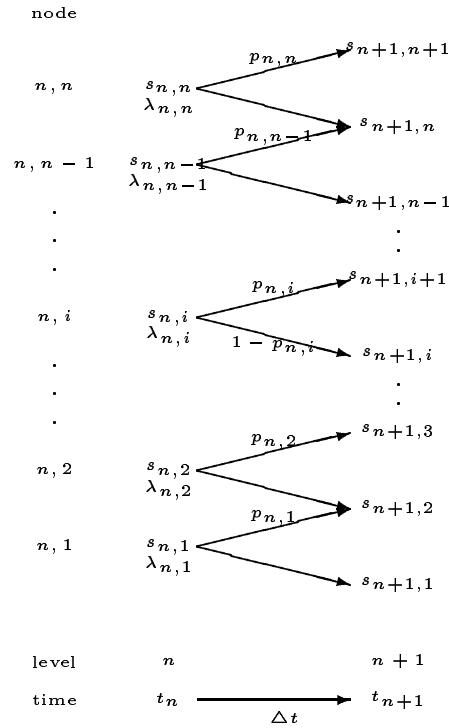 node
p_{n,n} s_{n+1,n+1}
n, n s_{n,n}
λ_{n,n}
s_{n+1,n}
p_{n,n-1}
n, n − 1 s_{n,n-1}
λ_{n,n-1}
s_{n+1,n-1}
.
. .
. .
s_{n+1,i+1}
p_{n,i}
n, i s_{n,i}
λ_{n,i}
1 − p_{n,i} s_{n+1,i}
.
. .
. .
p_{n,2} s_{n+1,3}
n, 2 s_{n,2}
λ_{n,2}
s_{n+1,2}
p_{n,1}
n, 1 s_{n,1}
λ_{n,1}
s_{n+1,1}
level n n + 1
time t_n t_{n+1}
△t